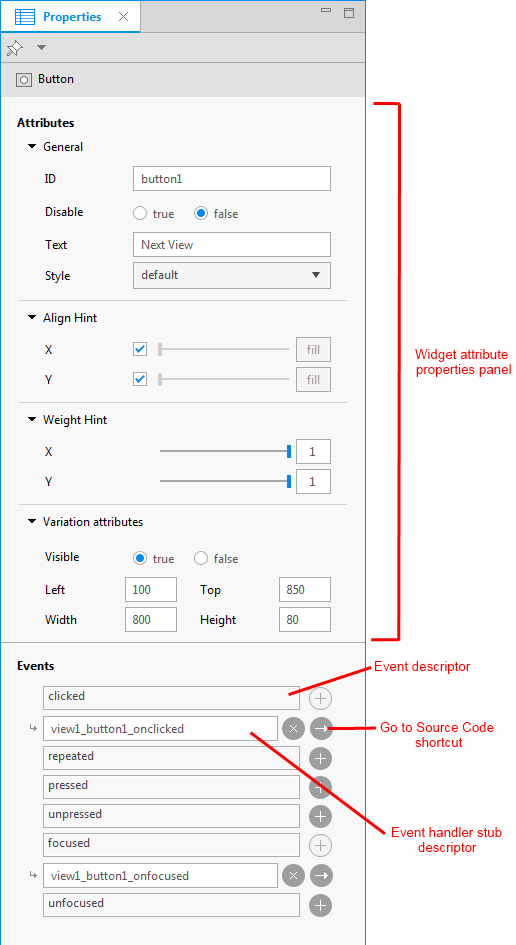 Properties
Button
Attributes
General
ID button1
Disable true false
Text Next View
Style default
Align Hint
X fill
Y fill
Weight Hint
X 1
Y 1
Variation attributes
Visible true false
Left 100 Top 850
Width 800 Height 80
Widget attribute
properties panel
Events
Event descriptor
clicked
view1_button1_onclicked
Go to Source Code
shortcut
repeated
pressed
unpressed
Event handler stub
descriptor
focused
view1_button1_onfocused
unfocused